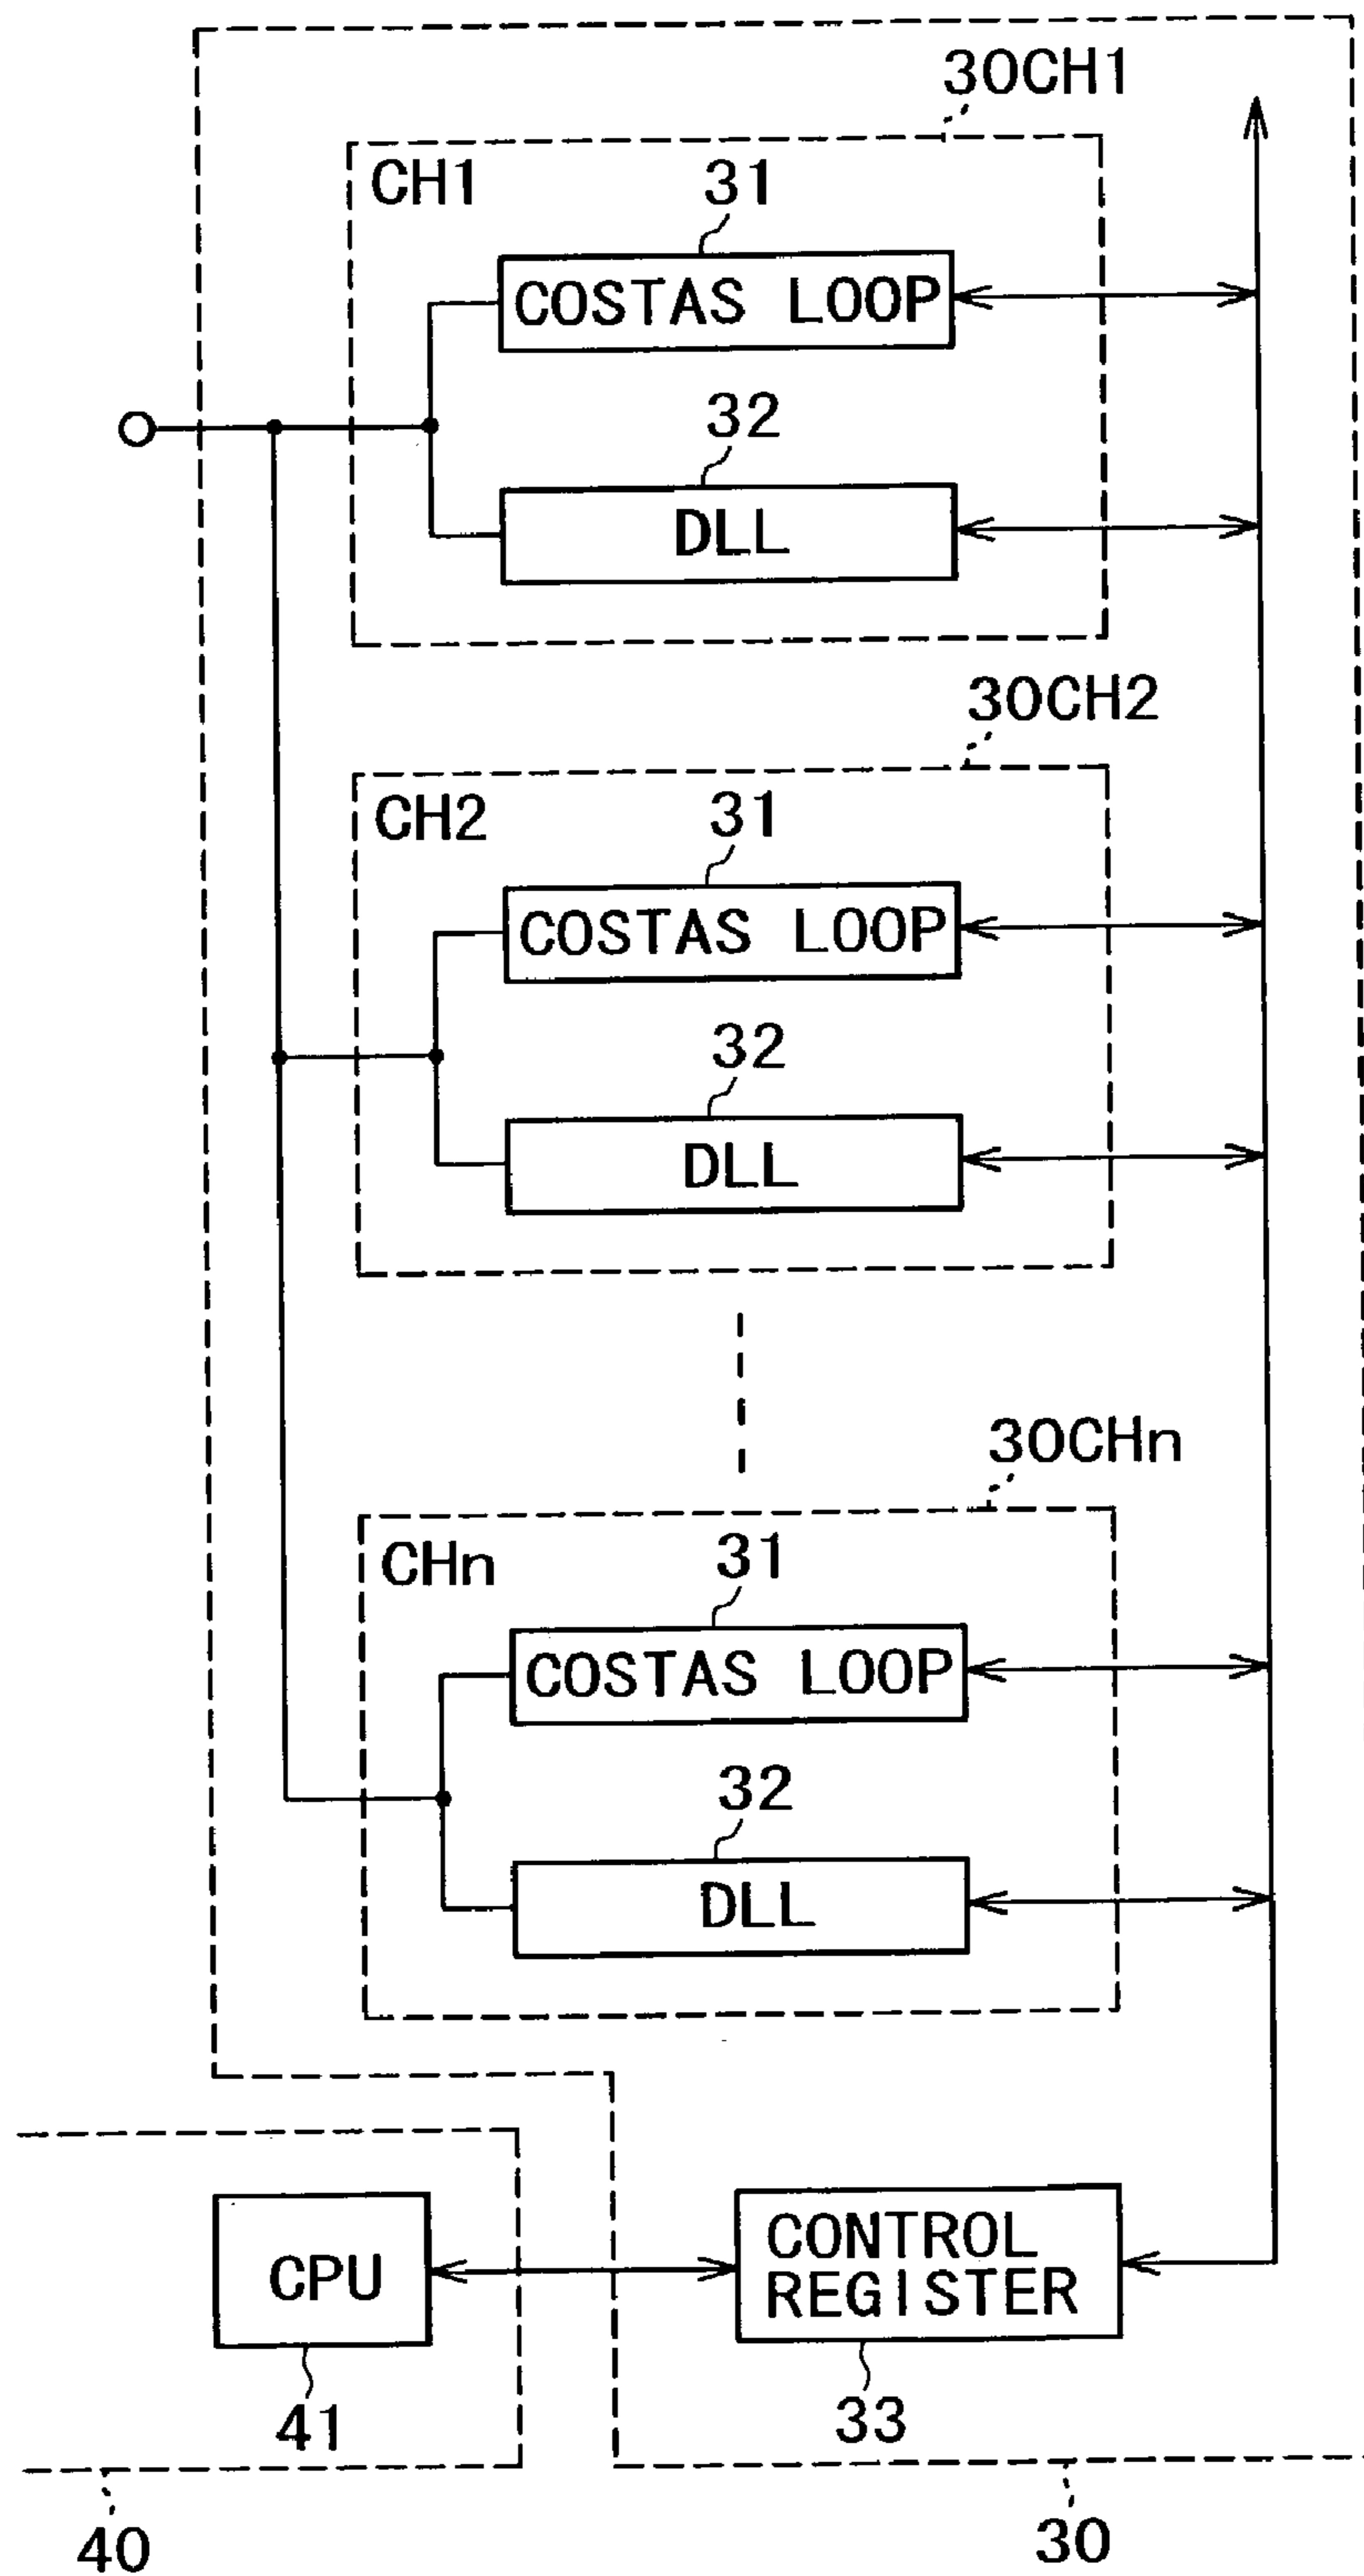 30CH1
CH1
31
COSTAS LOOP
32
DLL
30CH2
CH2
31
COSTAS LOOP
32
DLL
30CHn
CHn
31
COSTAS LOOP
32
DLL
CPU
41
CONTROL
REGISTER
33
40
30